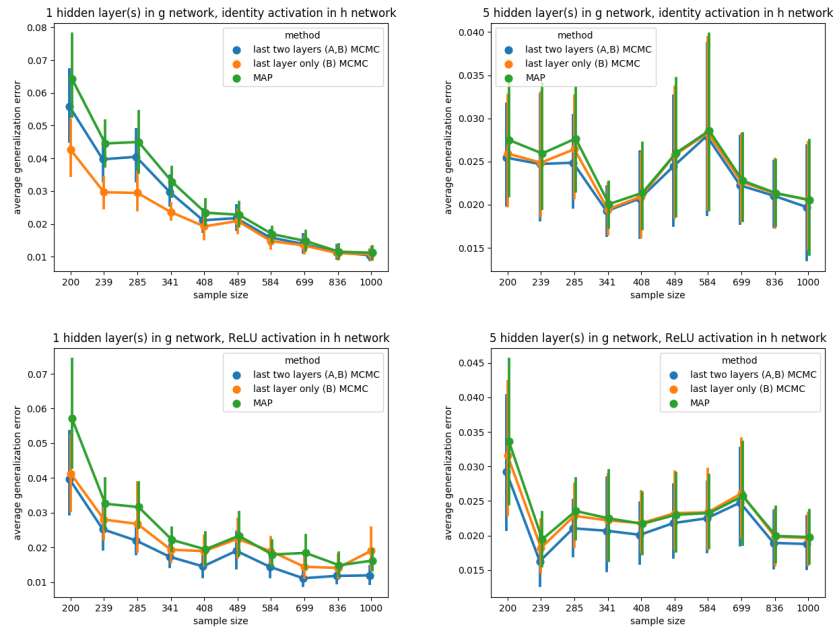 1 hidden layer(s) in g network, identity activation in h network
0.08
0.07
0.06
0.05
0.04
0.03
0.02
0.01
average generalization error
method
last two layers (A,B) MCMC
last layer only (B) MCMC
MAP
200 239 285 341 408 489 584 699 836 1000
sample size
5 hidden layer(s) in g network, identity activation in h network
0.040
0.035
0.030
0.025
0.020
0.015
average generalization error
method
last two layers (A,B) MCMC
last layer only (B) MCMC
MAP
200 239 285 341 408 489 584 699 836 1000
sample size
1 hidden layer(s) in g network, ReLU activation in h network
0.07
0.06
0.05
0.04
0.03
0.02
0.01
average generalization error
method
last two layers (A,B) MCMC
last layer only (B) MCMC
MAP
200 239 285 341 408 489 584 699 836 1000
sample size
5 hidden layer(s) in g network, ReLU activation in h network
0.045
0.040
0.035
0.030
0.025
0.020
0.015
average generalization error
method
last two layers (A,B) MCMC
last layer only (B) MCMC
MAP
200 239 285 341 408 489 584 699 836 1000
sample size